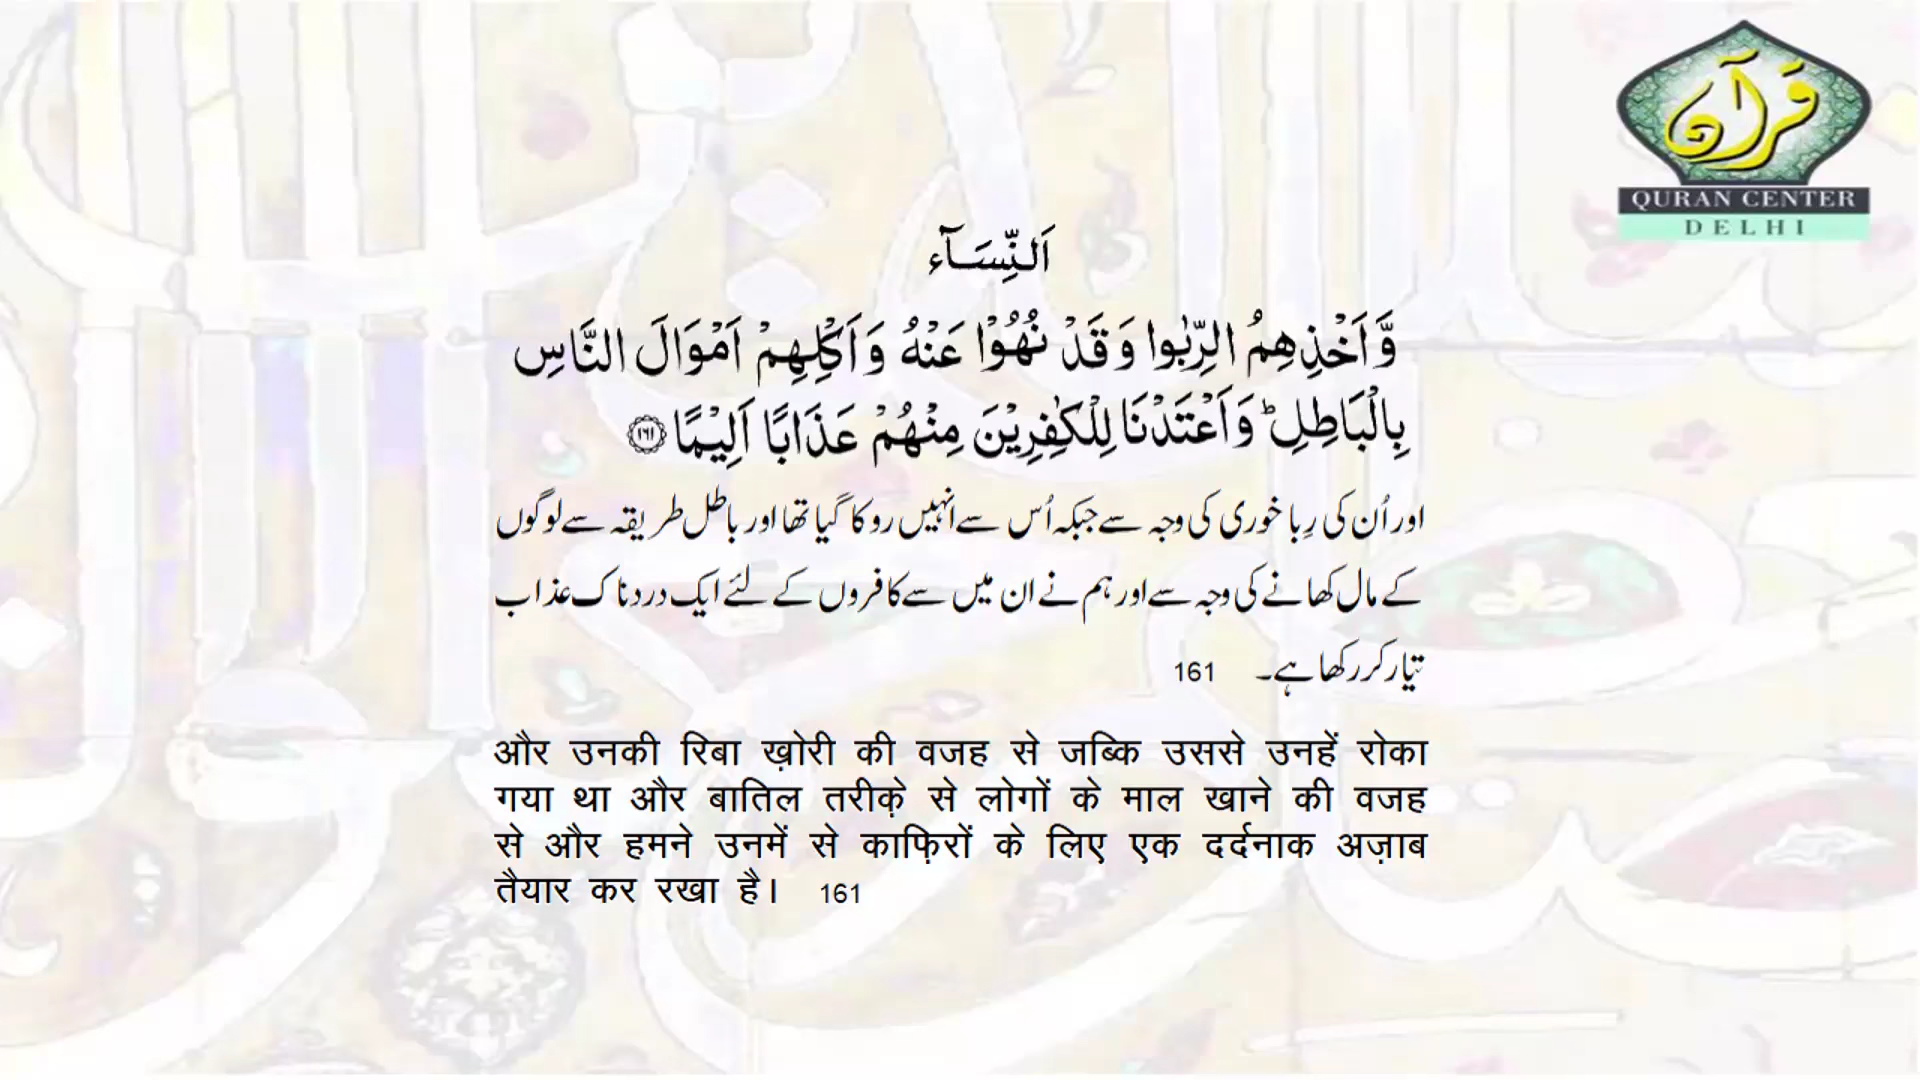 قرآن
QURAN CENTER
DELHI
اَلنِّسَآء
وَّاَخْذِهِمُ الرِّبٰوا وَقَدْ نُهُوْا عَنْهُ وَاَكْلِهِمْ اَمْوَالَ النَّاسِ
بِالْبَاطِلِ ؕ وَاَعْتَدْنَا لِلْكٰفِرِيْنَ مِنْهُمْ عَذَابًا اَلِيْمًا ۝۱۶۱
اور اُن کی رِبا خوری کی وجہ سے جبکہ اُس سے انہیں روکا گیا تھا اور باطل طریقہ سے لوگوں
کے مال کھانے کی وجہ سے اور ہم نے ان میں سے کافروں کے لئے ایک دردناک عذاب
تیّار کر رکھا ہے۔ 161
और उनकी रिबा ख़ोरी की वजह से जब्कि उससे उनहें रोका
गया था और बातिल तरीक़े से लोगों के माल खाने की वजह
से और हमने उनमें से काफ़िरों के लिए एक दर्दनाक अज़ाब
तैयार कर रखा है। 161